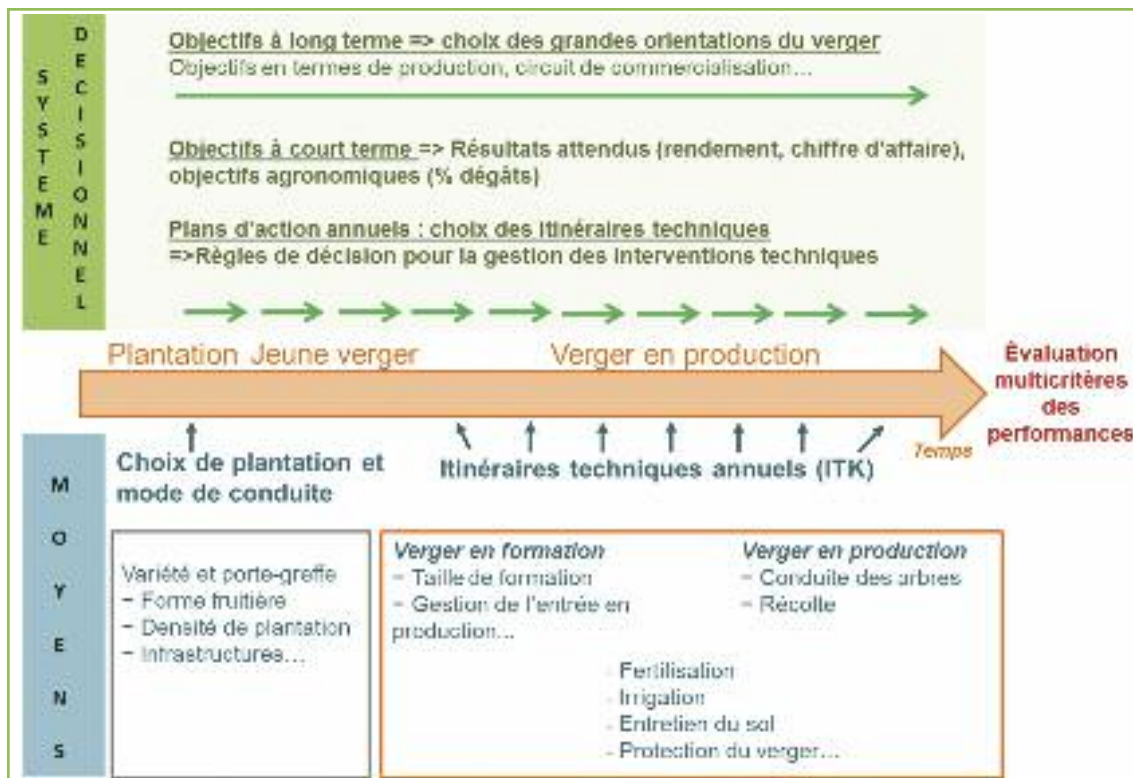 SYSTEME
DECISIONNEL
Objectifs à long terme => choix des grandes orientations du verger
Objectifs en termes de production, circuit de commercialisation…
Objectifs à court terme => Résultats attendus (rendement, chiffre d'affaire),
objectifs agronomiques (% dégâts)
Plans d'action annuels : choix des itinéraires techniques
=>Règles de décision pour la gestion des interventions techniques
Plantation Jeune verger
Verger en production
Évaluation
multicritères
des
performances
Temps
MOYENS
Choix de plantation et
mode de conduite
Itinéraires techniques annuels (ITK)
Variété et porte-greffe
– Forme fruitière
– Densité de plantation
– Infrastructures…
Verger en formation
– Taille de formation
– Gestion de l'entrée en
production…
Verger en production
– Conduite des arbres
– Récolte
- Fertilisation
- Irrigation
- Entretien du sol
- Protection du verger…